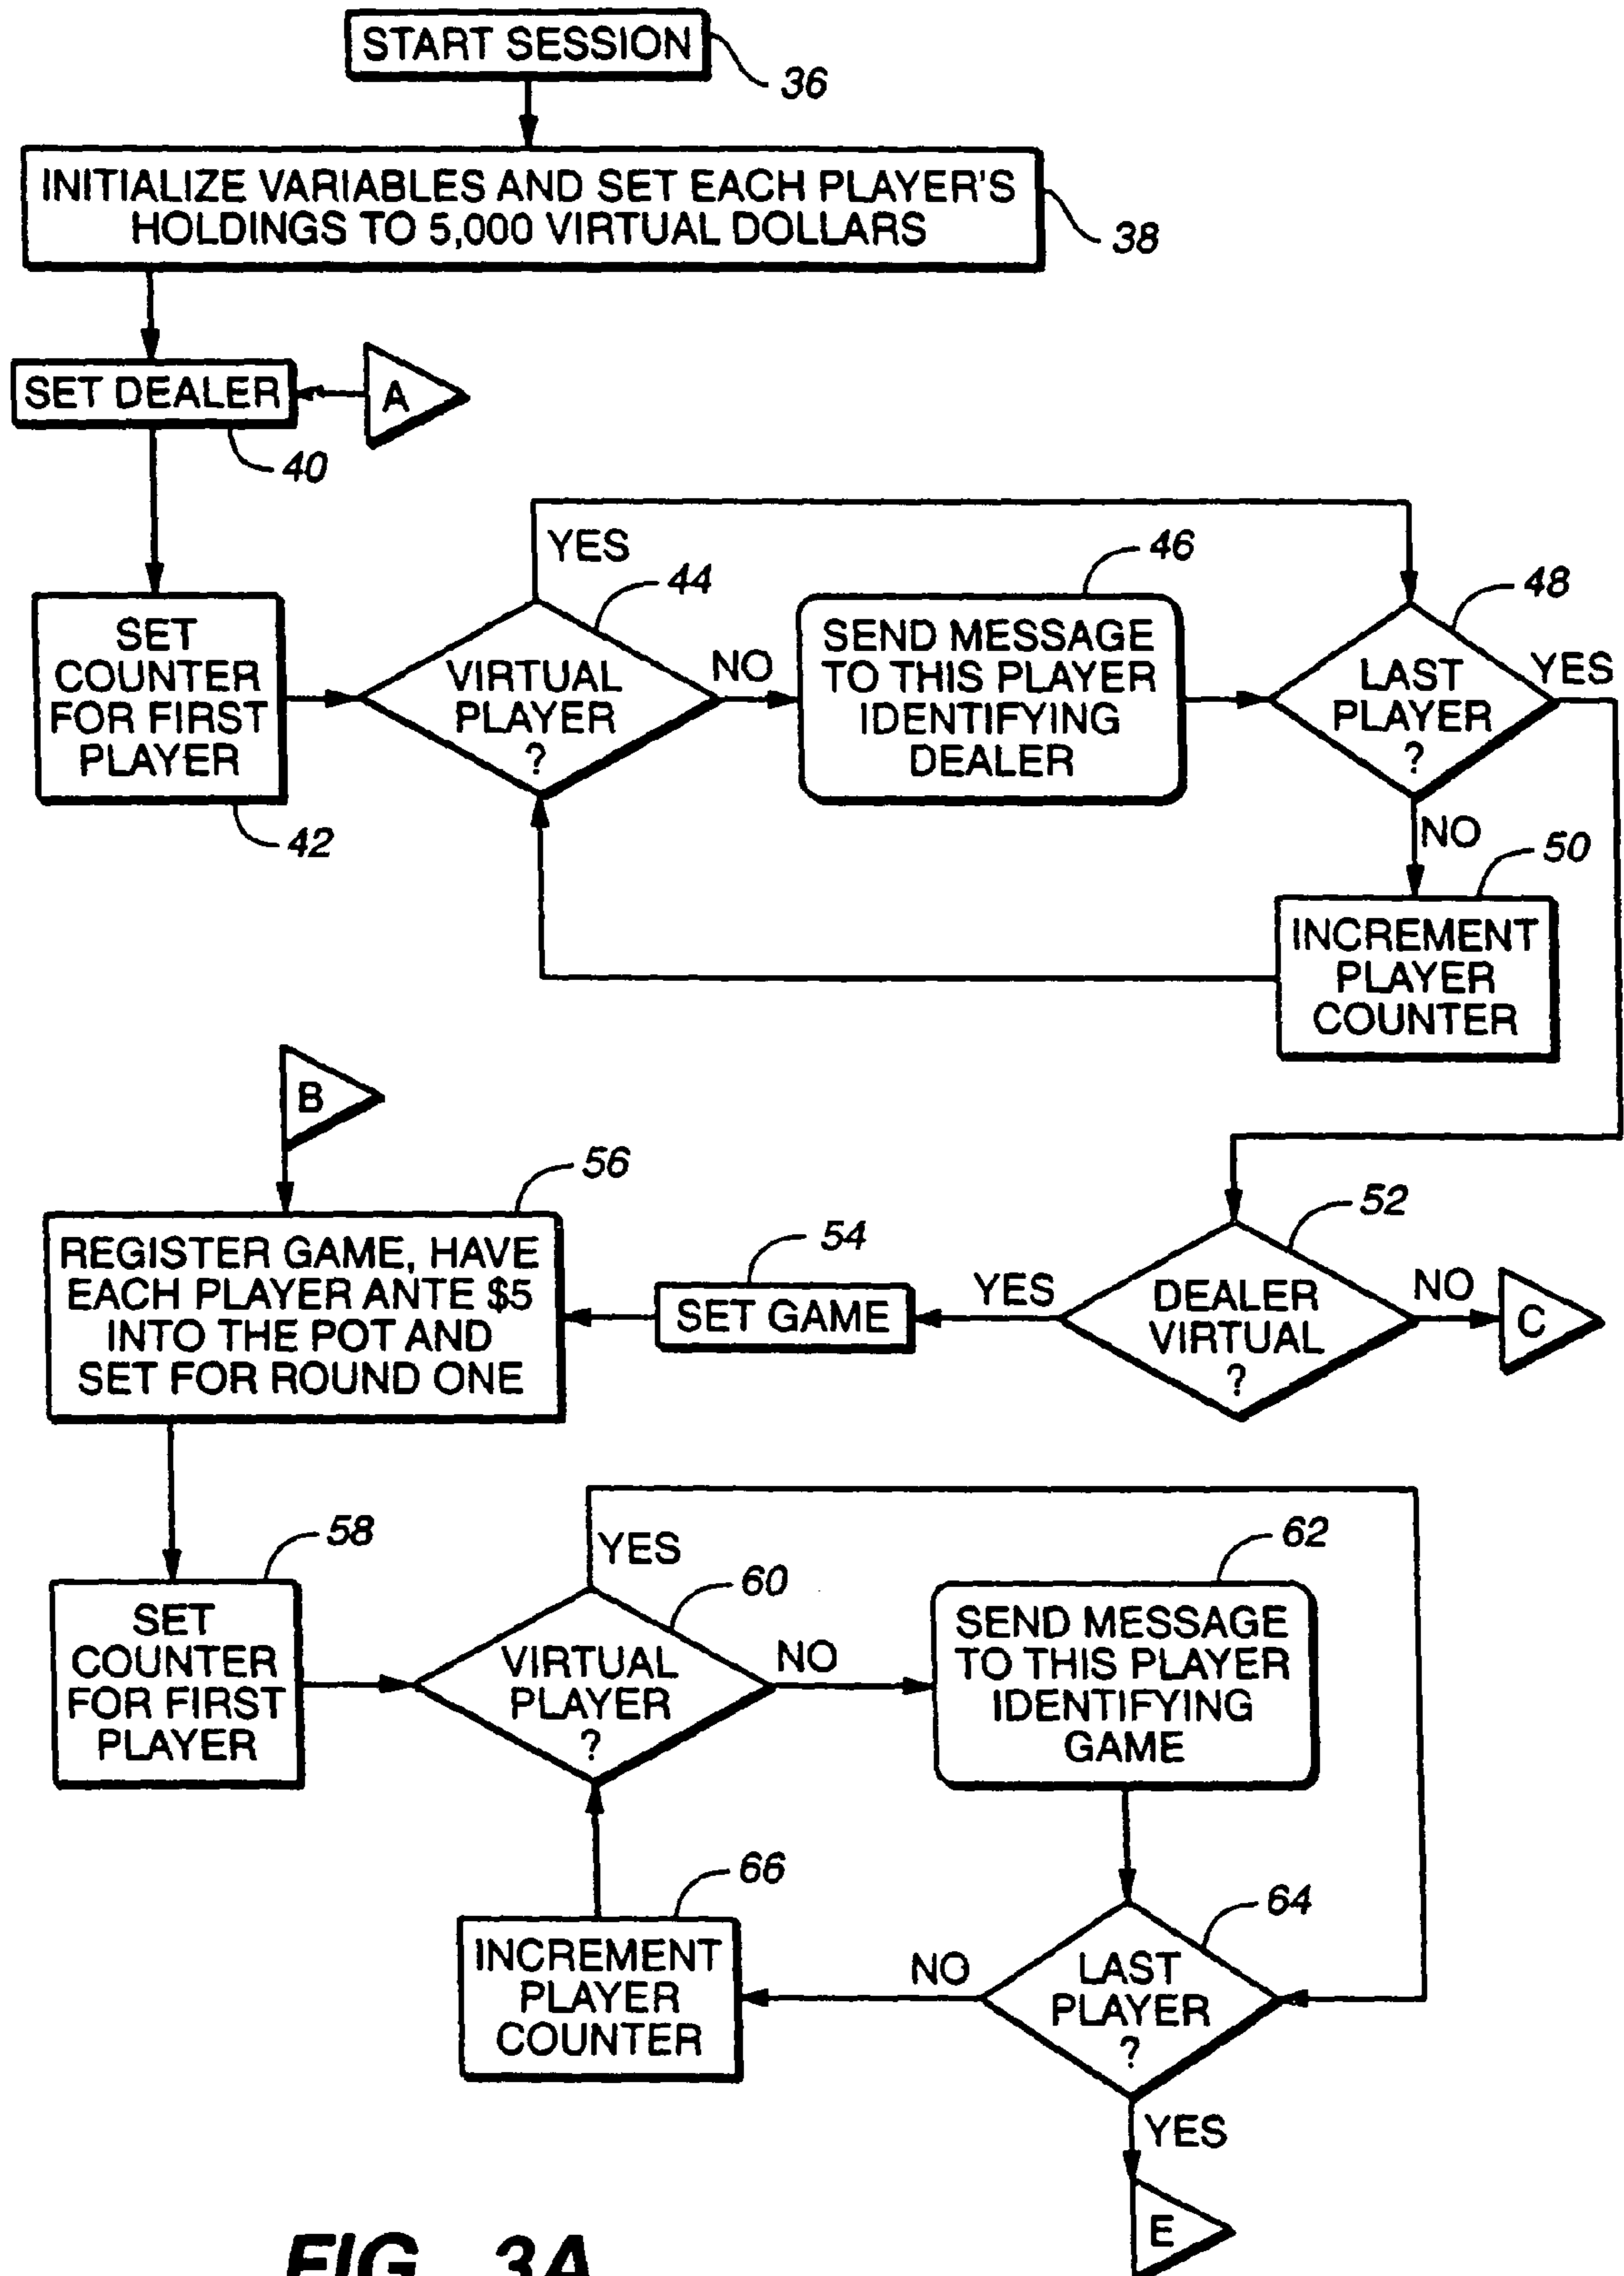 START SESSION
36
INITIALIZE VARIABLES AND SET EACH PLAYER'S
HOLDINGS TO 5,000 VIRTUAL DOLLARS
38
SET DEALER
A
40
SET
COUNTER
FOR FIRST
PLAYER
42
YES
44
VIRTUAL
PLAYER
?
NO
46
SEND MESSAGE
TO THIS PLAYER
IDENTIFYING
DEALER
48
LAST
PLAYER
?
YES
NO
50
INCREMENT
PLAYER
COUNTER
B
56
REGISTER GAME, HAVE
EACH PLAYER ANTE $5
INTO THE POT AND
SET FOR ROUND ONE
54
SET GAME
YES
52
DEALER
VIRTUAL
?
NO
C
58
SET
COUNTER
FOR FIRST
PLAYER
YES
60
VIRTUAL
PLAYER
?
NO
62
SEND MESSAGE
TO THIS PLAYER
IDENTIFYING
GAME
66
INCREMENT
PLAYER
COUNTER
NO
64
LAST
PLAYER
?
YES
E
FIG. 3A